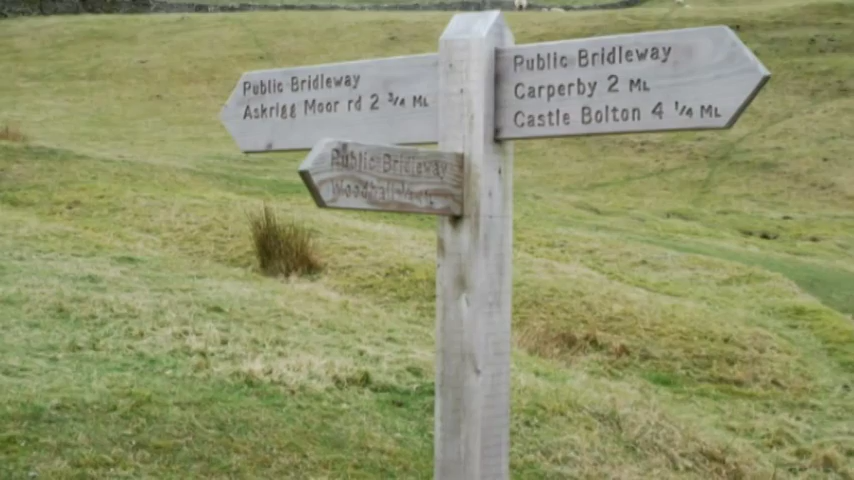 Public Bridleway
Askrigg Moor rd 2 3/4 ML
Public Bridleway
Carperby 2 ML
Castle Bolton 4 1/4 ML
Public Bridleway
Woodhall